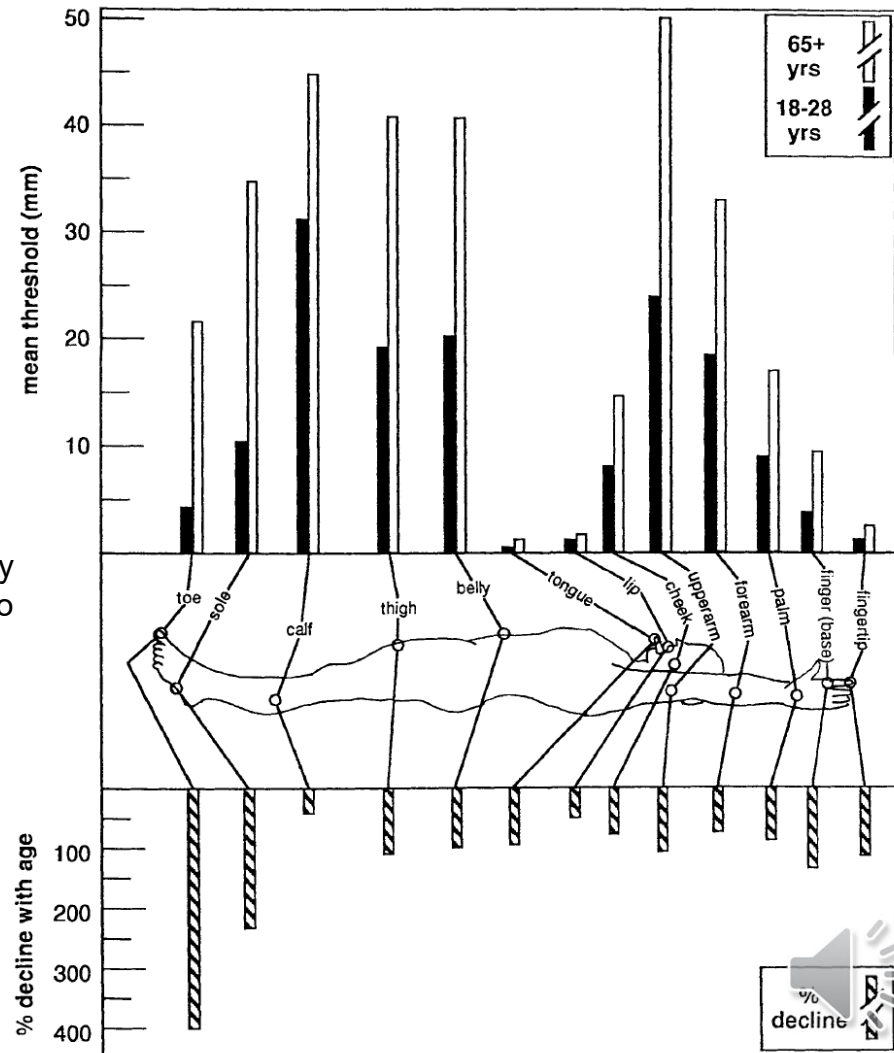 50
40
30
20
10
mean threshold (mm)
65+
yrs
18-28
yrs
y
o
toe
sole
calf
thigh
belly
tongue
lip
cheek
upperarm
forearm
palm
finger (base)
fingertip
100
200
300
400
% decline with age
%
decline